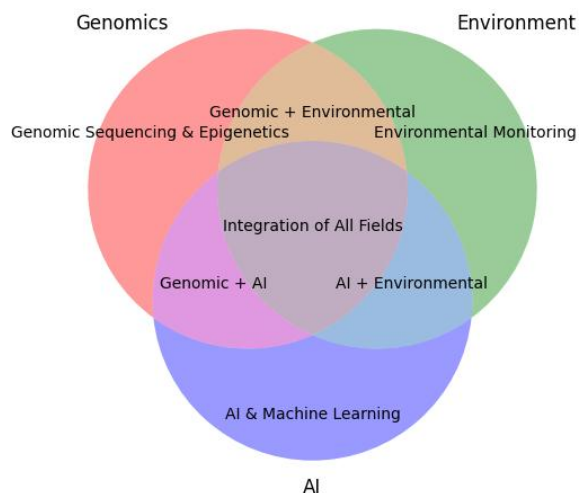 Genomics
Environment
Genomic + Environmental
Genomic Sequencing & Epigenetics
Environmental Monitoring
Integration of All Fields
Genomic + AI
AI + Environmental
AI & Machine Learning
AI